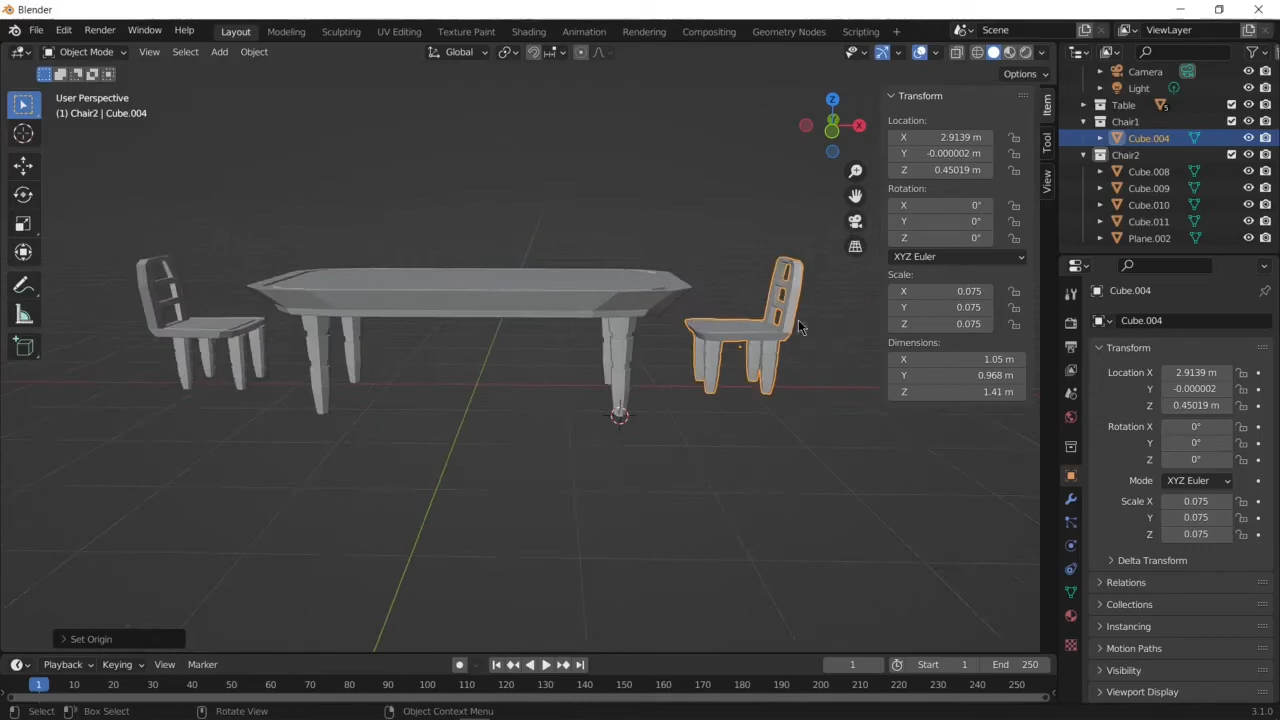 Blender
File Edit Render Window Help
Layout Modeling Sculpting UV Editing Texture Paint Shading Animation Rendering Compositing Geometry Nodes Scripting +
Scene
ViewLayer
Object Mode View Select Add Object
Global
Options
User Perspective
(1) Chair2 | Cube.004
Z
Y
X
Item
Tool
View
Transform
Location:
X 2.9139 m
Y -0.000002 m
Z 0.45019 m
Rotation:
X 0°
Y 0°
Z 0°
XYZ Euler
Scale:
X 0.075
Y 0.075
Z 0.075
Dimensions:
X 1.05 m
Y 0.968 m
Z 1.41 m
Camera
Light
Table 5
Chair1
Cube.004
Chair2
Cube.008
Cube.009
Cube.010
Cube.011
Plane.002
Cube.004
Cube.004
Transform
Location X 2.9139 m
Y -0.000002
Z 0.45019 m
Rotation X 0°
Y 0°
Z 0°
Mode XYZ Euler
Scale X 0.075
Y 0.075
Z 0.075
Delta Transform
Relations
Collections
Instancing
Motion Paths
Visibility
Viewport Display
Set Origin
Playback Keying View Marker
1 Start 1 End 250
1 10 20 30 40 50 60 70 80 90 100 110 120 130 140 150 160 170 180 190 200 210 220 230 240 250
Select Box Select Rotate View Object Context Menu
3.1.0